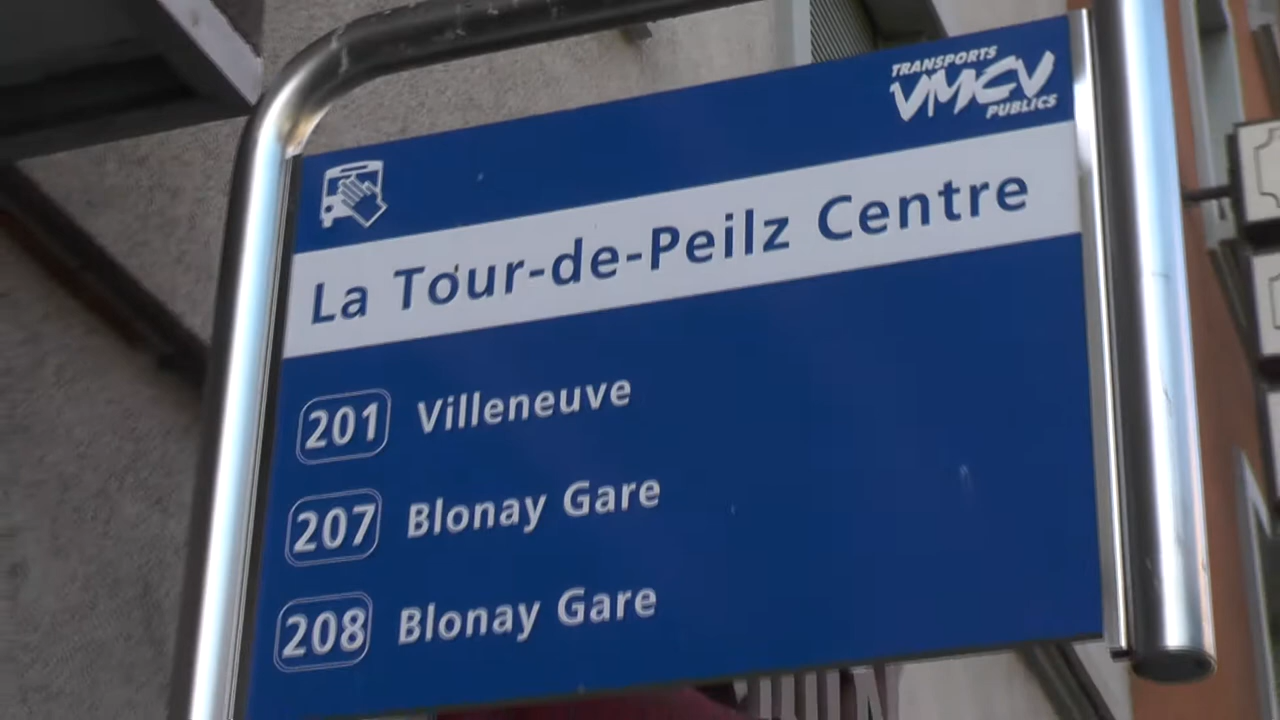 TRANSPORTS
VMCV
PUBLICS
La Tour-de-Peilz Centre
201 Villeneuve
207 Blonay Gare
208 Blonay Gare